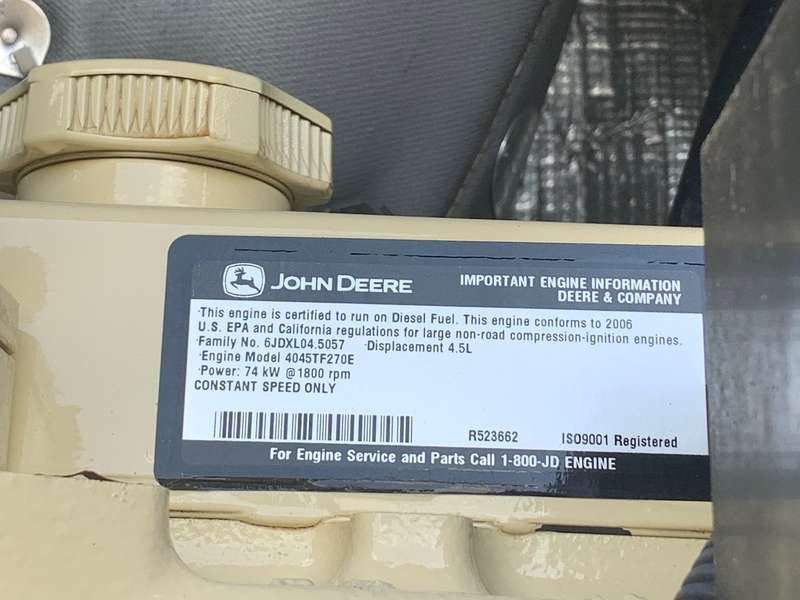 JOHN DEERE
IMPORTANT ENGINE INFORMATION
DEERE & COMPANY
·This engine is certified to run on Diesel Fuel. This engine conforms to 2006
U.S. EPA and California regulations for large non-road compression-ignition engines.
·Family No. 6JDXL04.5057 ·Displacement 4.5L
·Engine Model 4045TF270E
·Power: 74 kW @1800 rpm
CONSTANT SPEED ONLY
R523662 ISO9001 Registered
For Engine Service and Parts Call 1-800-JD ENGINE